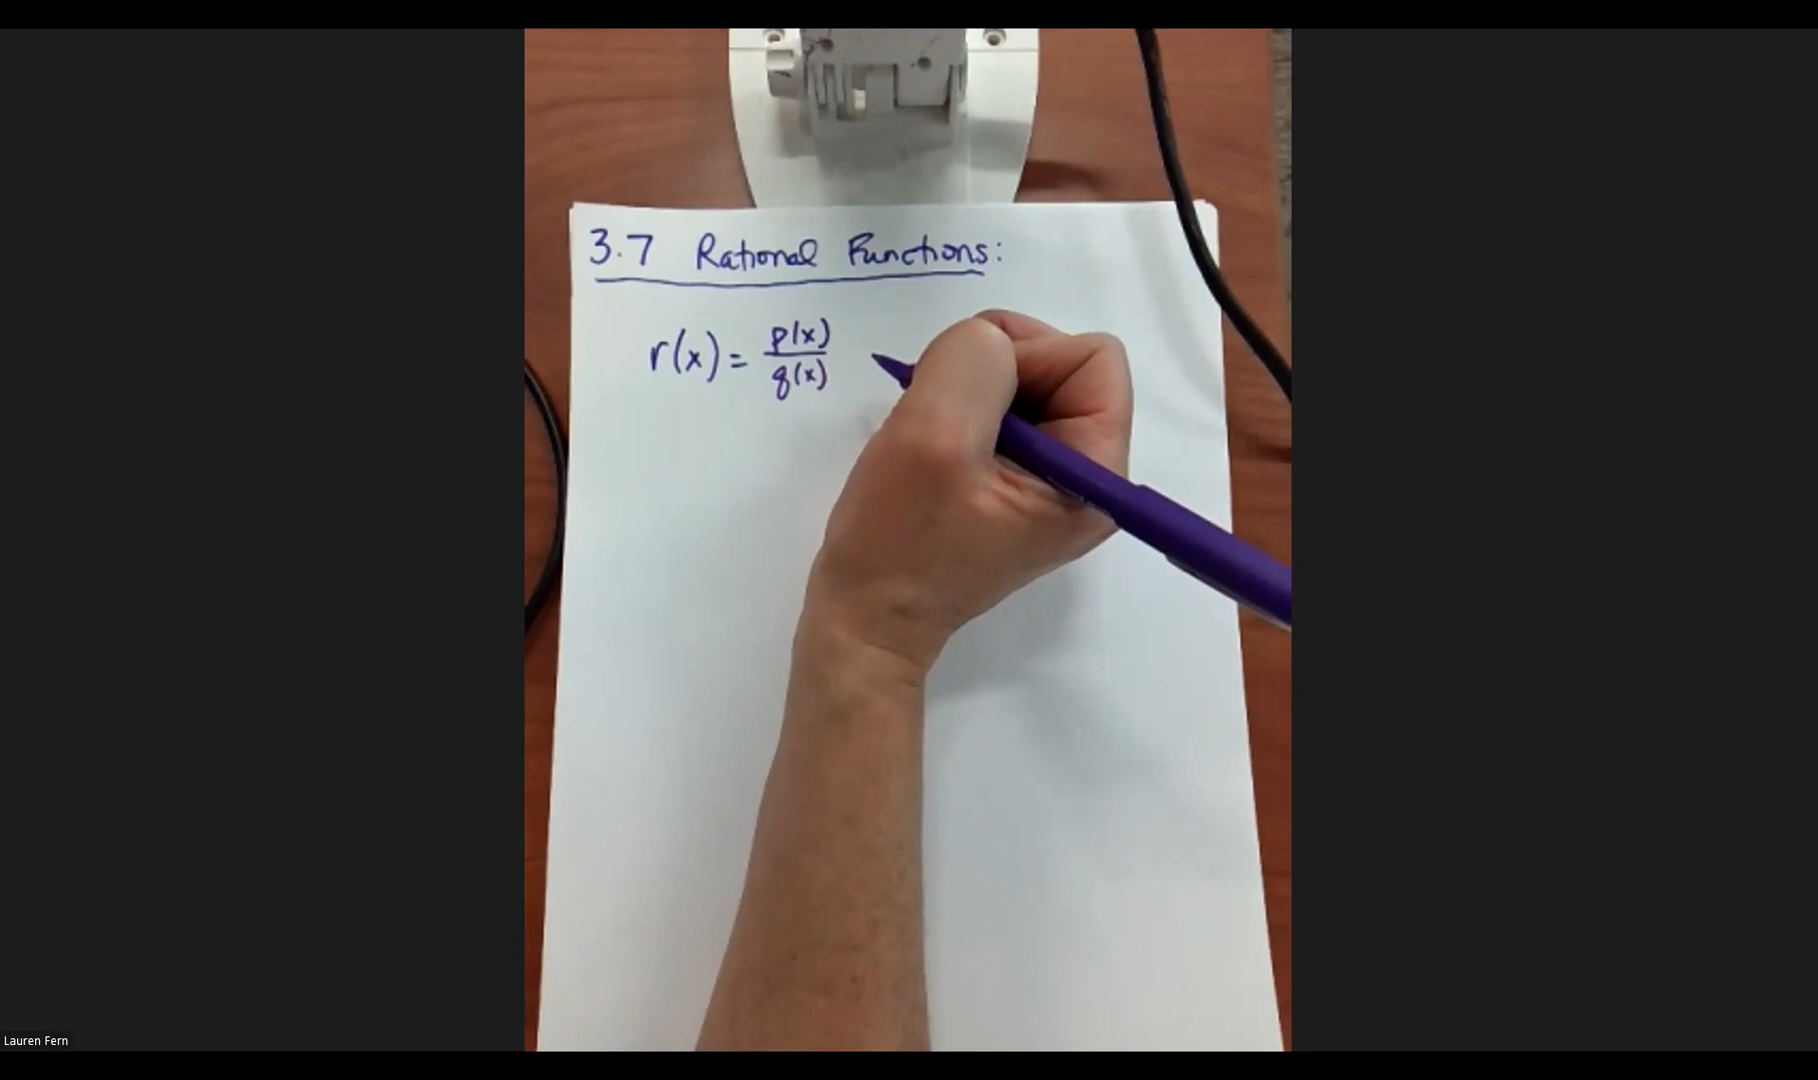 3.7 Rational Functions:
r(x) = p(x)/q(x)
Lauren Fern